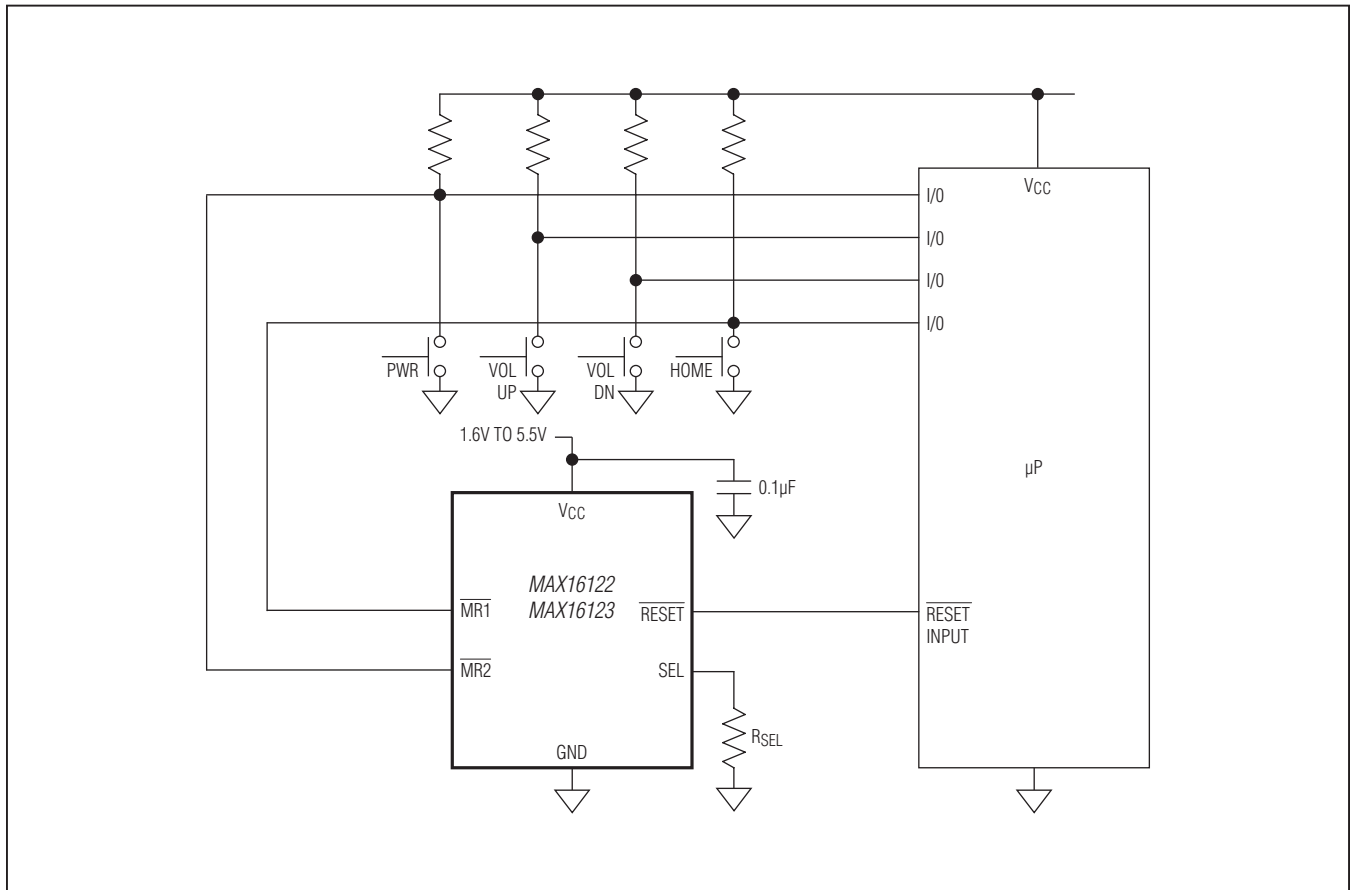 VCC
I/0
I/0
I/0
I/0
PWR
VOL UP
VOL DN
HOME
1.6V TO 5.5V
0.1µF
µP
VCC
MAX16122
MAX16123
MR1
MR2
RESET
SEL
GND
RSEL
RESET
INPUT